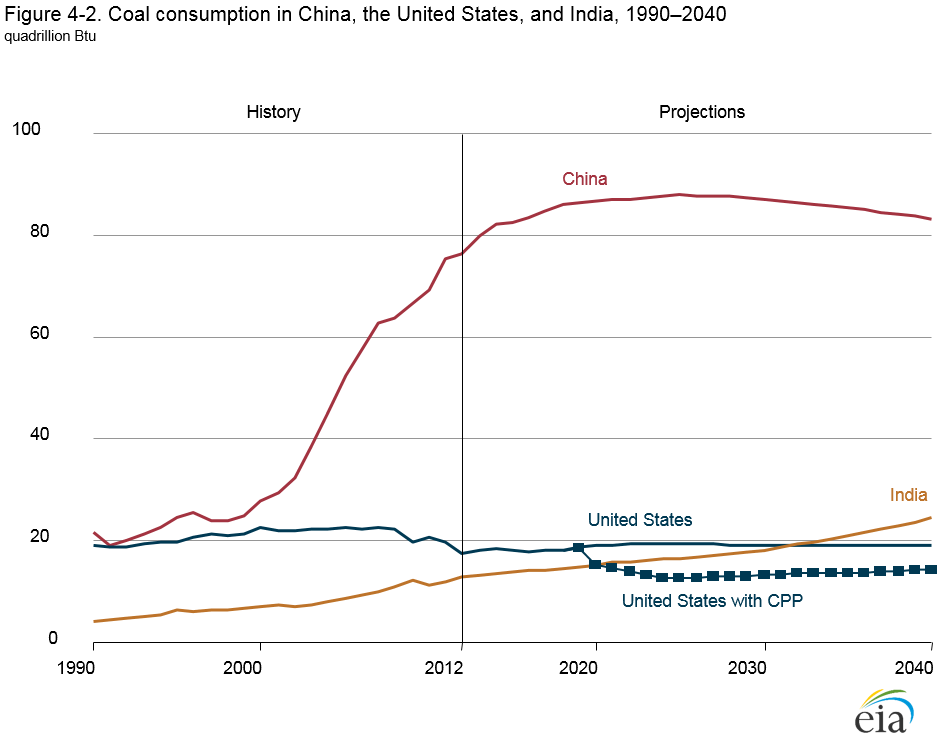 Figure 4-2. Coal consumption in China, the United States, and India, 1990–2040
quadrillion Btu
History
Projections
100
China
80
60
40
India
United States
20
United States with CPP
0
1990
2000
2012
2020
2030
2040
eia